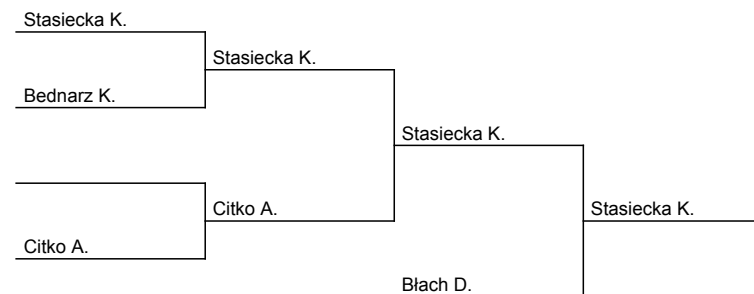 Stasiecka K.
Stasiecka K.
Bednarz K.
Stasiecka K.
Citko A.
Stasiecka K.
Citko A.
Błach D.